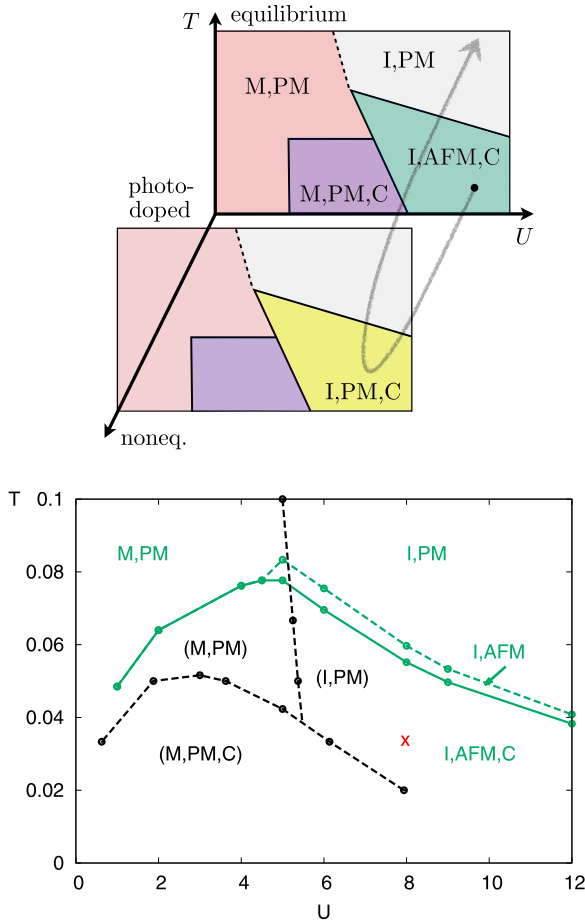 T
equilibrium
I,PM
M,PM
I,AFM,C
M,PM,C
photo-
doped
U
I,PM,C
noneq.
T
0.1
M,PM
I,PM
0.08
(M,PM)
I,AFM
0.06
(I,PM)
0.04
x
(M,PM,C)
I,AFM,C
0.02
0
0 2 4 6 8 10 12
U